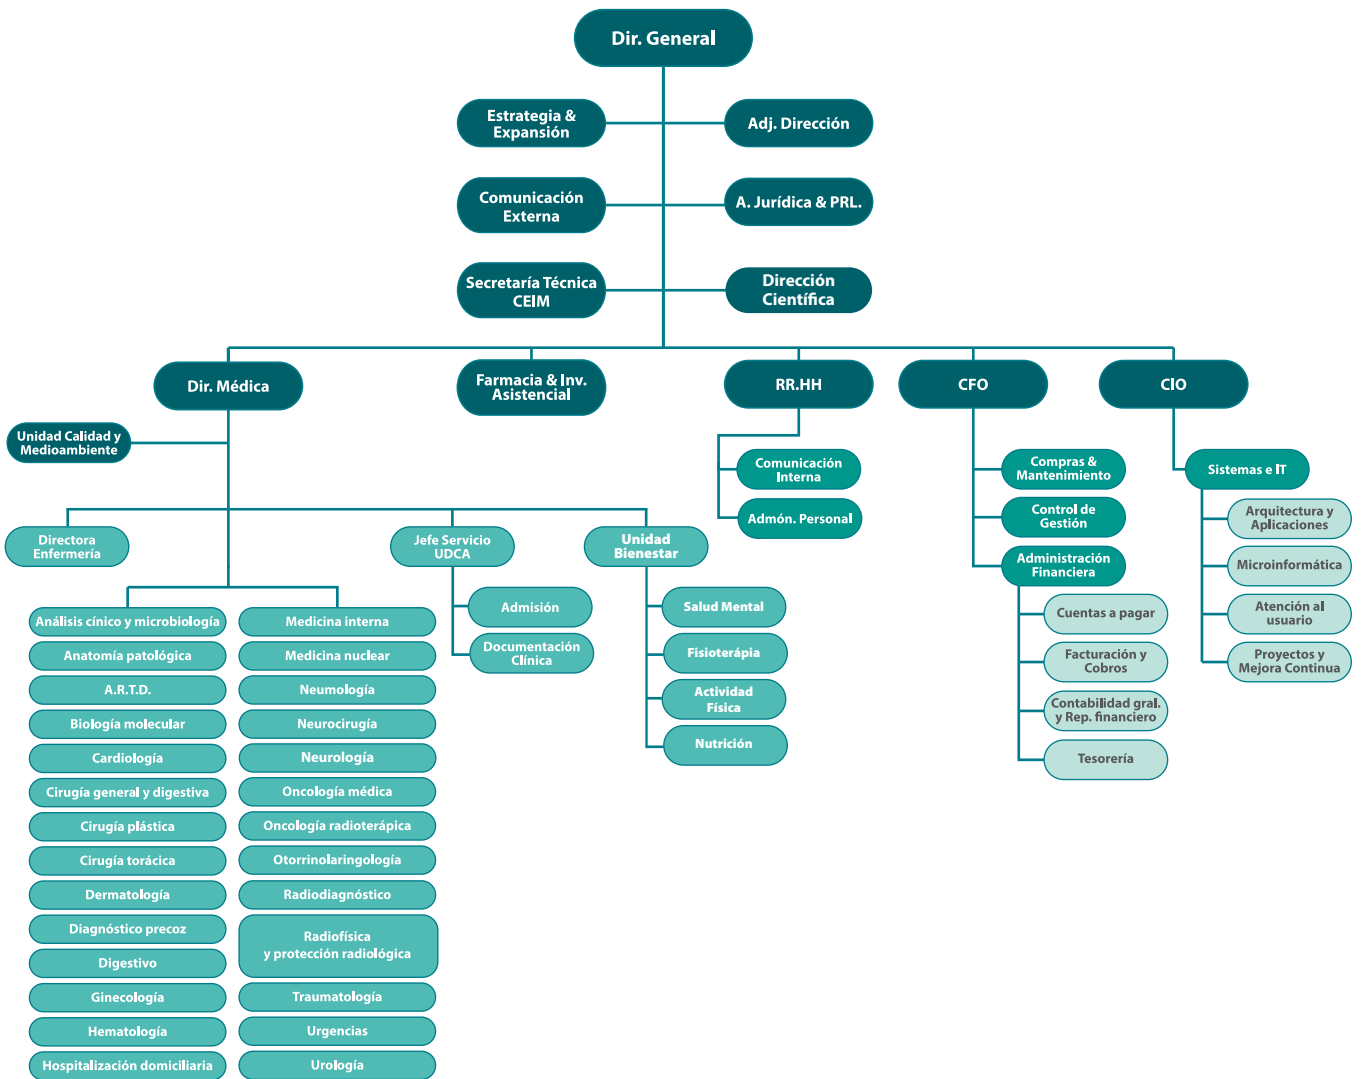 Dir. General
Estrategia &
Expansión
Adj. Dirección
Comunicación
Externa
A. Jurídica & PRL.
Secretaría Técnica
CEIM
Dirección
Científica
Dir. Médica
Farmacia & Inv.
Asistencial
RR.HH
CFO
CIO
Unidad Calidad y
Medioambiente
Comunicación
Interna
Admón. Personal
Compras &
Mantenimiento
Control de
Gestión
Administración
Financiera
Cuentas a pagar
Facturación y
Cobros
Contabilidad gral.
y Rep. financiero
Tesorería
Sistemas e IT
Arquitectura y
Aplicaciones
Microinformática
Atención al
usuario
Proyectos y
Mejora Continua
Directora
Enfermería
Jefe Servicio
UDCA
Admisión
Documentación
Clínica
Unidad
Bienestar
Salud Mental
Fisioterápia
Actividad
Física
Nutrición
Análisis cínico y microbiología
Anatomía patológica
A.R.T.D.
Biología molecular
Cardiología
Cirugía general y digestiva
Cirugía plástica
Cirugía torácica
Dermatología
Diagnóstico precoz
Digestivo
Ginecología
Hematología
Hospitalización domiciliaria
Medicina interna
Medicina nuclear
Neumología
Neurocirugía
Neurología
Oncología médica
Oncología radioterápica
Otorrinolaringología
Radiodiagnóstico
Radiofísica
y protección radiológica
Traumatología
Urgencias
Urología